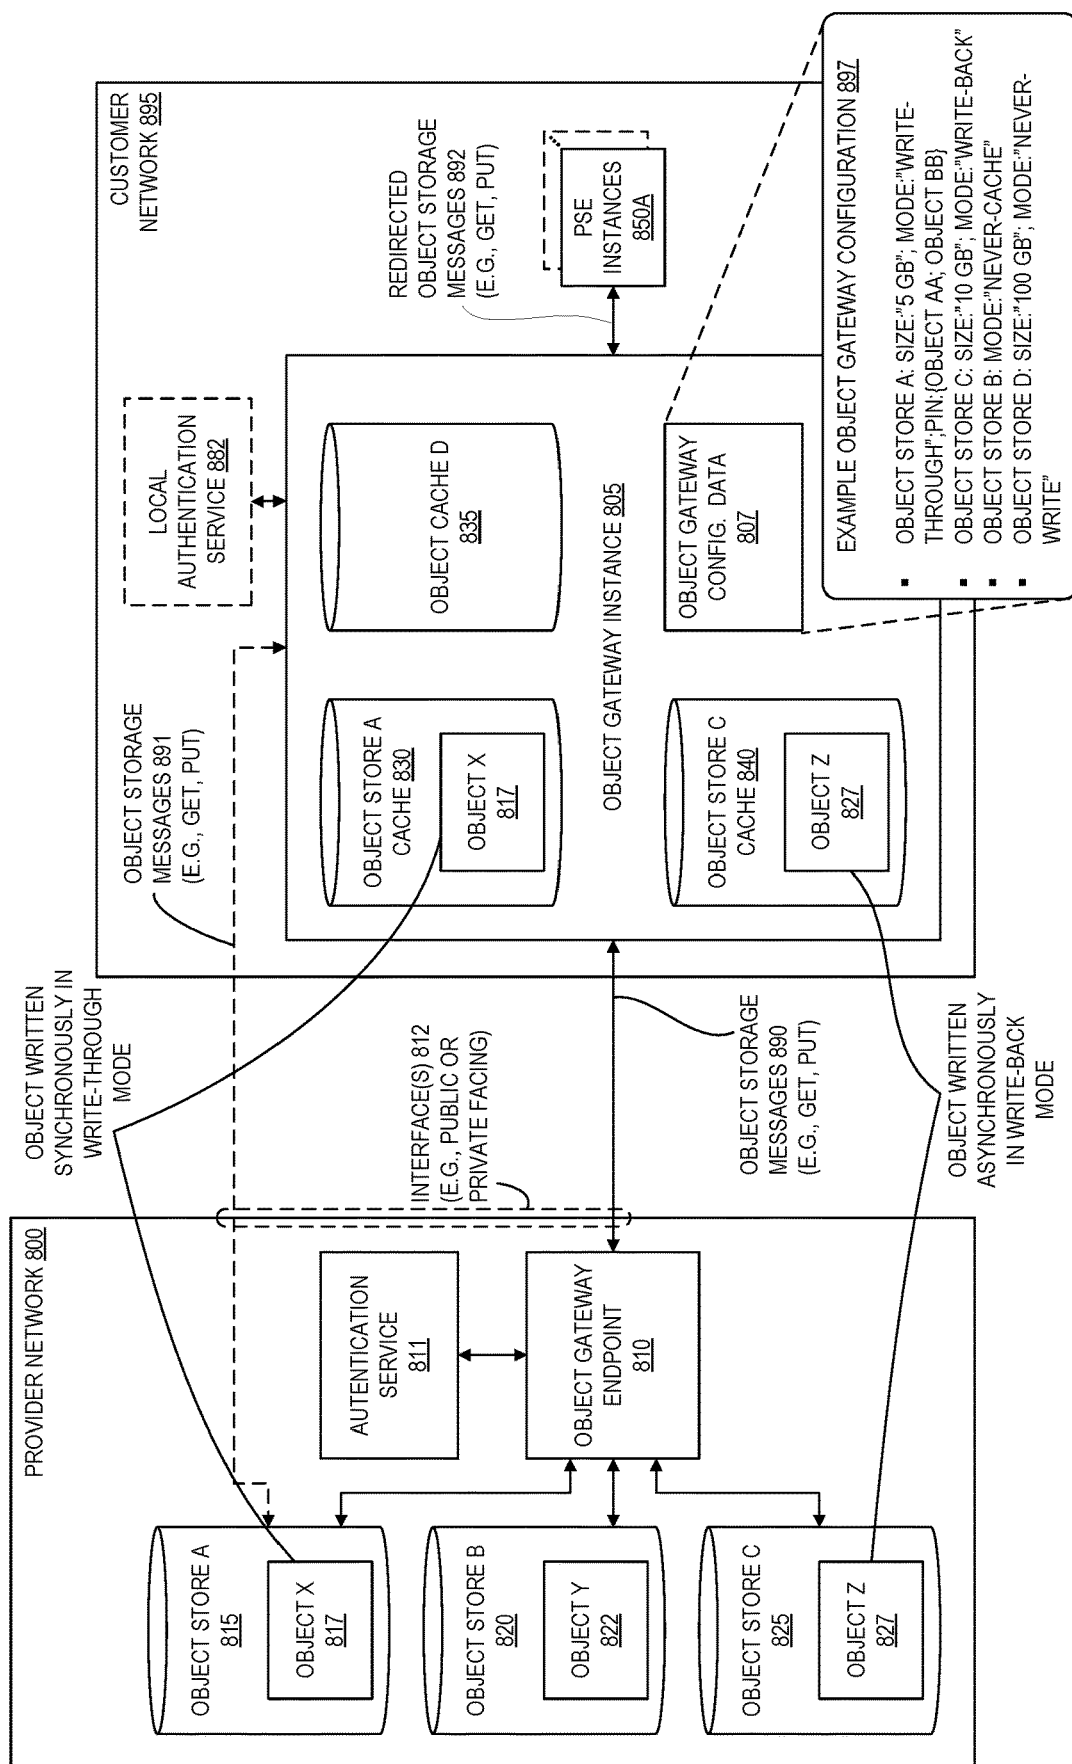 PROVIDER NETWORK 800
OBJECT STORE A
815
OBJECT X
817
OBJECT STORE B
820
OBJECT Y
822
OBJECT STORE C
825
OBJECT Z
827
AUTENTICATION
SERVICE
811
OBJECT GATEWAY
ENDPOINT
810
OBJECT WRITTEN
SYNCHRONOUSLY IN
WRITE-THROUGH
MODE
INTERFACE(S) 812
(E.G., PUBLIC OR
PRIVATE FACING)
OBJECT STORAGE
MESSAGES 890
(E.G., GET, PUT)
OBJECT WRITTEN
ASYNCHRONOUSLY
IN WRITE-BACK
MODE
OBJECT STORAGE
MESSAGES 891
(E.G., GET, PUT)
CUSTOMER
NETWORK 895
LOCAL
AUTHENTICATION
SERVICE 882
OBJECT STORE A
CACHE 830
OBJECT X
817
OBJECT CACHE D
835
OBJECT GATEWAY INSTANCE 805
OBJECT STORE C
CACHE 840
OBJECT Z
827
OBJECT GATEWAY
CONFIG. DATA
807
REDIRECTED
OBJECT STORAGE
MESSAGES 892
(E.G., GET, PUT)
PSE
INSTANCES
850A
EXAMPLE OBJECT GATEWAY CONFIGURATION 897
▪ OBJECT STORE A: SIZE:"5 GB"; MODE:"WRITE-
THROUGH";PIN:{OBJECT AA; OBJECT BB}
▪ OBJECT STORE C: SIZE:"10 GB"; MODE:"WRITE-BACK"
▪ OBJECT STORE B: MODE:"NEVER-CACHE"
▪ OBJECT STORE D: SIZE:"100 GB"; MODE:"NEVER-
WRITE"